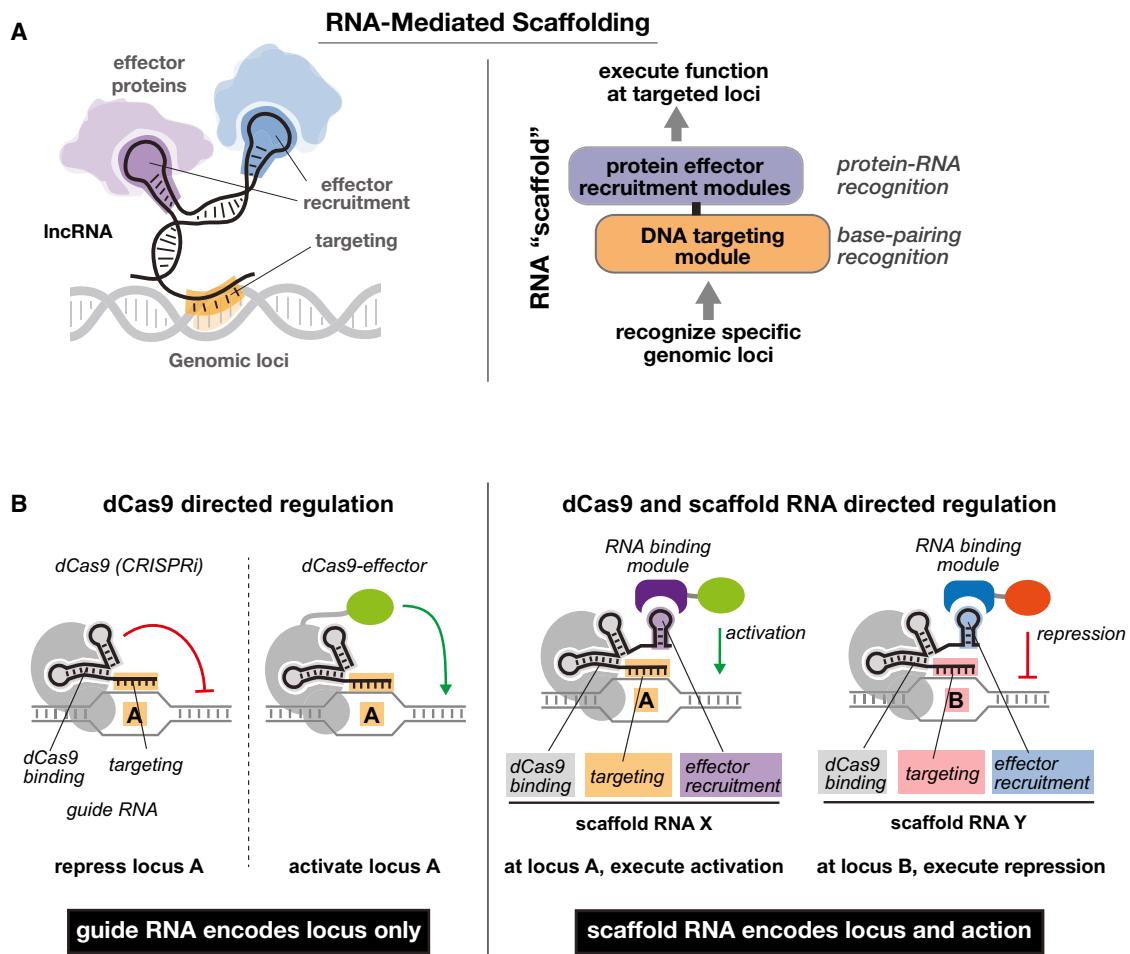 RNA-Mediated Scaffolding
A
effector
proteins
effector
recruitment
lncRNA
targeting
Genomic loci
RNA “scaffold”
execute function
at targeted loci
protein effector
recruitment modules
protein-RNA
recognition
DNA targeting
module
base-pairing
recognition
recognize specific
genomic loci
B
dCas9 directed regulation
dCas9 (CRISPRi)
dCas9-effector
A
A
dCas9
binding
targeting
guide RNA
repress locus A
activate locus A
guide RNA encodes locus only
dCas9 and scaffold RNA directed regulation
RNA binding
module
activation
A
dCas9
binding
targeting
effector
recruitment
scaffold RNA X
at locus A, execute activation
RNA binding
module
repression
B
dCas9
binding
targeting
effector
recruitment
scaffold RNA Y
at locus B, execute repression
scaffold RNA encodes locus and action